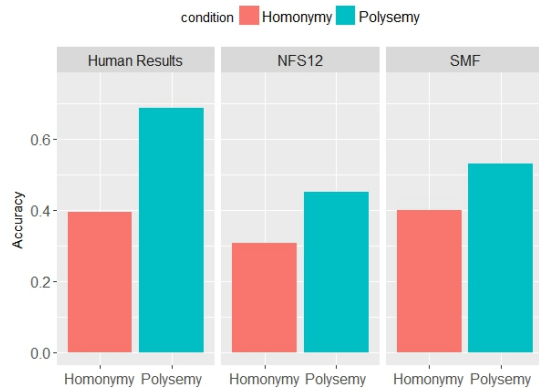 condition Homonymy Polysemy
Human Results NFS12 SMF
Accuracy
0.6
0.4
0.2
0.0
Homonymy Polysemy Homonymy Polysemy Homonymy Polysemy